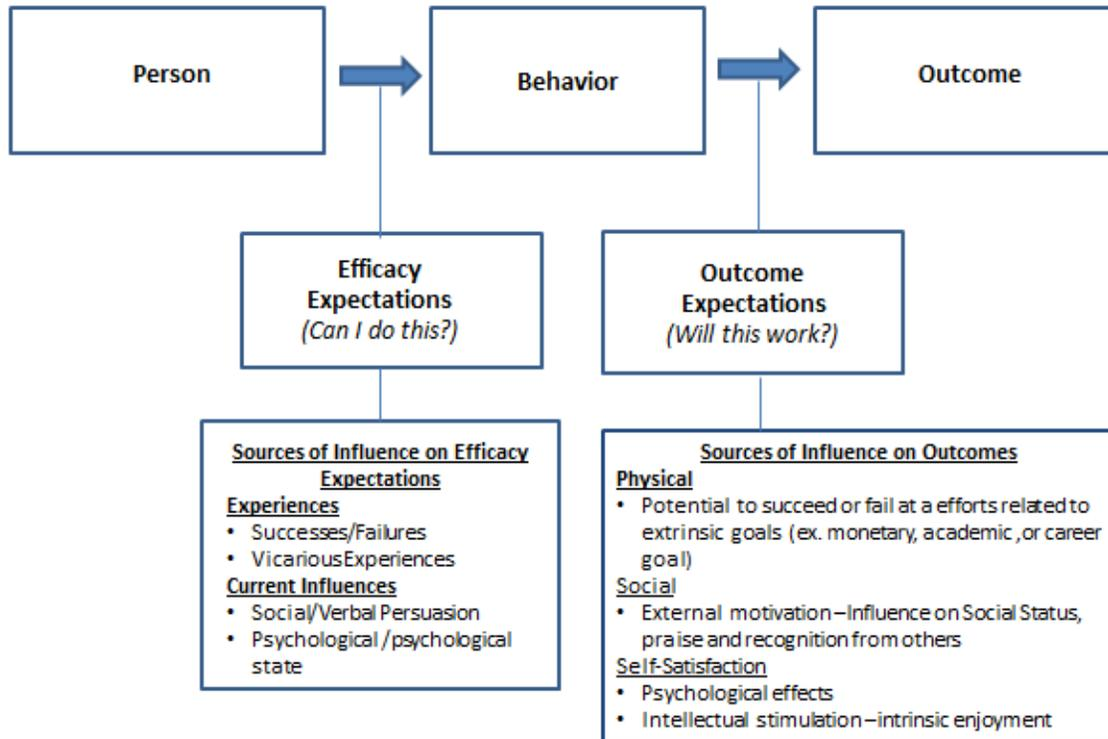 Person
Behavior
Outcome
Efficacy
Expectations
(Can I do this?)
Outcome
Expectations
(Will this work?)
Sources of Influence on Efficacy
Expectations
Experiences
• Successes/Failures
• Vicarious Experiences
Current Influences
• Social/Verbal Persuasion
• Psychological /psychological
state
Sources of Influence on Outcomes
Physical
• Potential to succeed or fail at a efforts related to
extrinsic goals (ex. monetary, academic ,or career
goal)
Social
• External motivation –Influence on Social Status,
praise and recognition from others
Self-Satisfaction
• Psychological effects
• Intellectual stimulation –intrinsic enjoyment